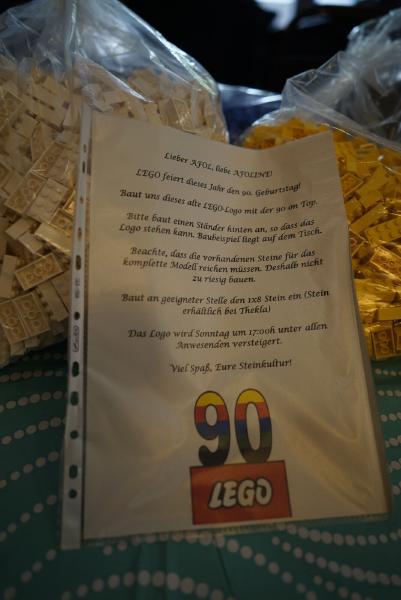 Lieber AFOL, liebe AFOLINE!
LEGO feiert dieses Jahr den 90. Geburtstag!
Baut uns dieses alte LEGO-Logo mit der 90 on Top.
Bitte baut einen Ständer hinten an, so dass das
Logo stehen kann. Baubeispiel liegt auf dem Tisch.
Beachte, dass die vorhandenen Steine für das
komplette Modell reichen müssen. Deshalb nicht
zu riesig bauen.
Baut an geeigneter Stelle den 1x8 Stein ein (Stein
erhältlich bei Thekla)
Das Logo wird Sonntag um 17:00h unter allen
Anwesenden versteigert.
Viel Spaß, Eure Steinkultur!
90
LEGO